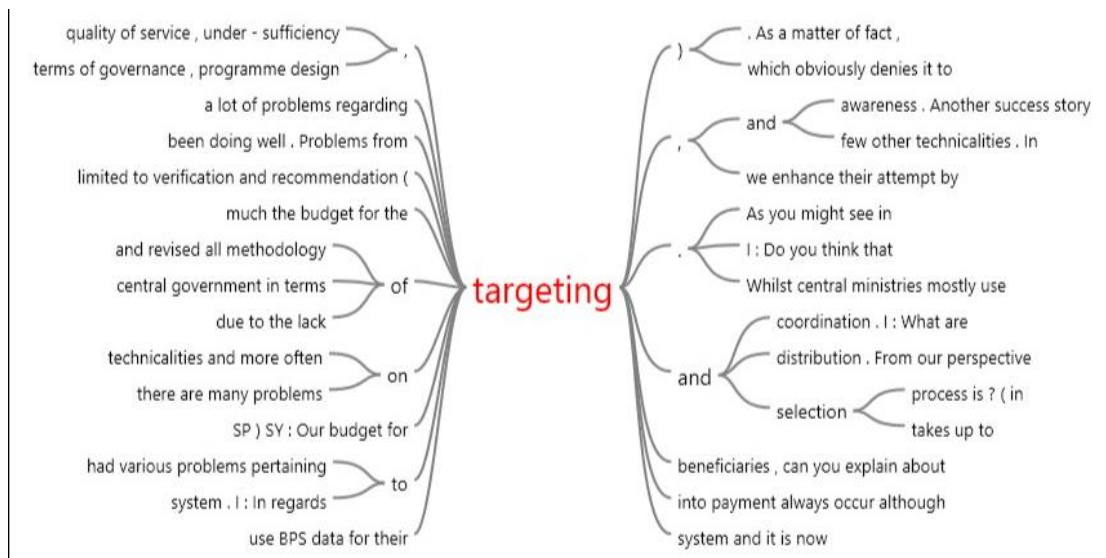 quality of service , under - sufficiency
terms of governance , programme design
,
a lot of problems regarding
been doing well . Problems from
limited to verification and recommendation (
much the budget for the
and revised all methodology
central government in terms
due to the lack
of
technicalities and more often
there are many problems
on
SP ) SY : Our budget for
had various problems pertaining
system . I : In regards
to
use BPS data for their
targeting
)
. As a matter of fact ,
which obviously denies it to
,
and
awareness . Another success story
few other technicalities . In
we enhance their attempt by
.
As you might see in
I : Do you think that
Whilst central ministries mostly use
and
coordination . I : What are
distribution . From our perspective
selection
process is ? ( in
takes up to
beneficiaries , can you explain about
into payment always occur although
system and it is now